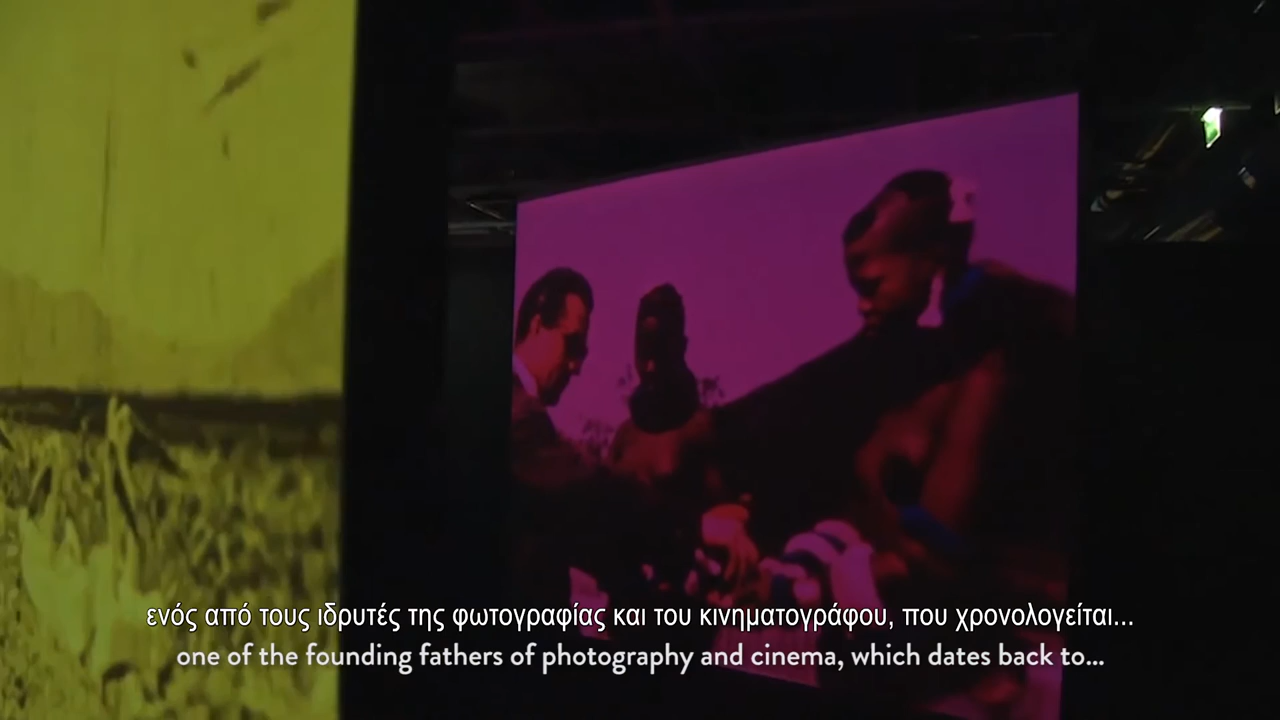 ενός από τους ιδρυτές της φωτογραφίας και του κινηματογράφου, που χρονολογείται...
one of the founding fathers of photography and cinema, which dates back to...